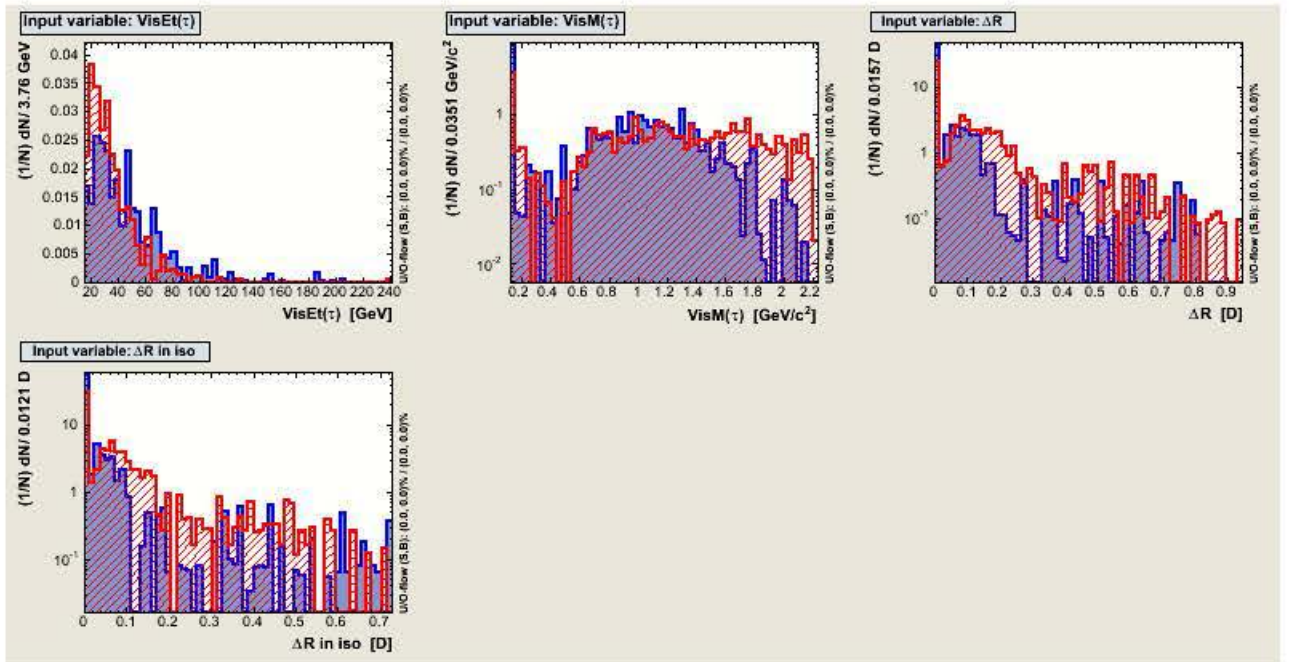 Input variable: VisEt(τ)
(1/N) dN/ 3.76 GeV
0.04
0.035
0.03
0.025
0.02
0.015
0.01
0.005
0
20 40 60 80 100 120 140 160 180 200 220 240
VisEt(τ) [GeV]
U/O-flow (S,B): (0.0, 0.0)% / (0.0, 0.0)%
Input variable: VisM(τ)
(1/N) dN/ 0.0351 GeV/c²
1
10⁻¹
10⁻²
0.2 0.4 0.6 0.8 1 1.2 1.4 1.6 1.8 2 2.2
VisM(τ) [GeV/c²]
U/O-flow (S,B): (0.0, 0.0)% / (0.0, 0.0)%
Input variable: ΔR
(1/N) dN/ 0.0157 D
10
1
10⁻¹
0 0.1 0.2 0.3 0.4 0.5 0.6 0.7 0.8 0.9
ΔR [D]
U/O-flow (S,B): (0.0, 0.0)% / (0.0, 0.0)%
Input variable: ΔR in iso
(1/N) dN/ 0.0121 D
10
1
10⁻¹
0 0.1 0.2 0.3 0.4 0.5 0.6 0.7
ΔR in iso [D]
U/O-flow (S,B): (0.0, 0.0)% / (0.0, 0.0)%